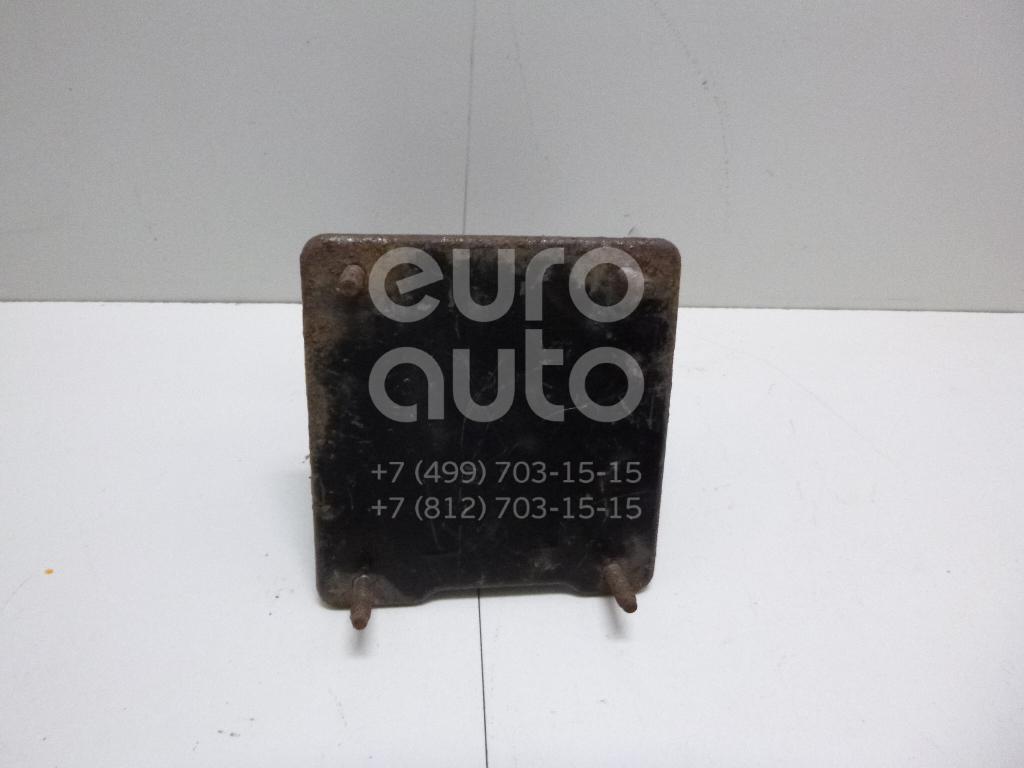 euro
auto
+7 (499) 703-15-15
+7 (812) 703-15-15